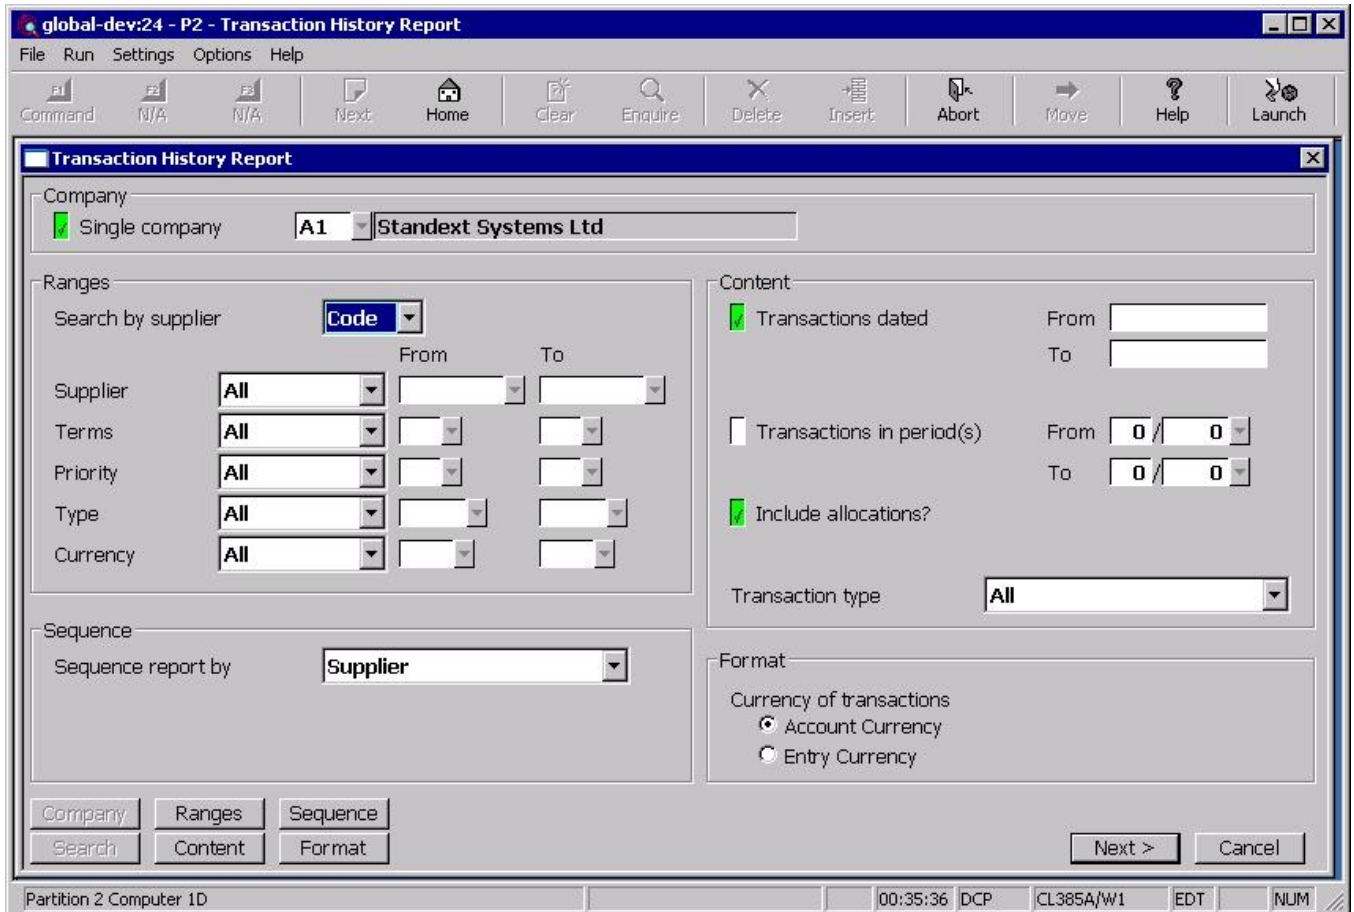 global-dev:24 - P2 - Transaction History Report
File Run Settings Options Help
F1 F2 F3
Command N/A N/A Next Home Clear Enquire Delete Insert Abort Move Help Launch
Transaction History Report
Company
Single company A1 Standext Systems Ltd
Ranges
Search by supplier Code
From To
Supplier All
Terms All
Priority All
Type All
Currency All
Sequence
Sequence report by Supplier
Content
Transactions dated From
To
Transactions in period(s) From 0 / 0
To 0 / 0
Include allocations?
Transaction type All
Format
Currency of transactions
Account Currency
Entry Currency
Company Ranges Sequence
Search Content Format Next > Cancel
Partition 2 Computer 1D 00:35:36 DCP CL385A/W1 EDT NUM